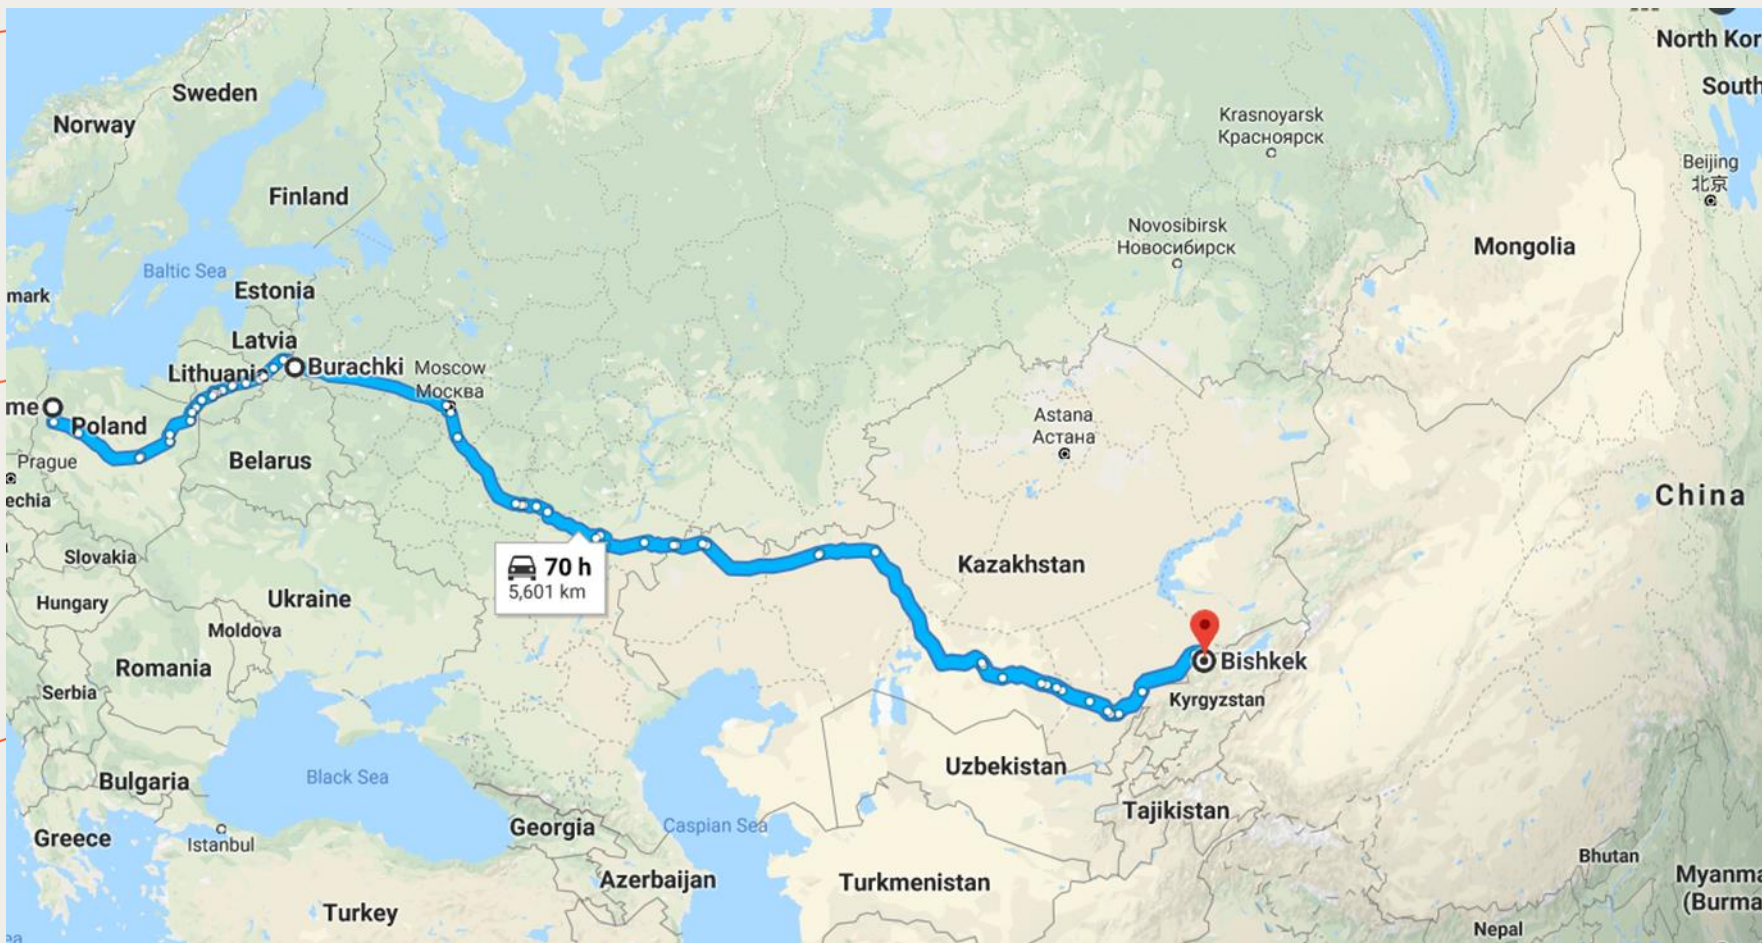 North Kor
South
Sweden
Norway
Krasnoyarsk
Красноярск
Beijing
北京
Finland
Novosibirsk
Новосибирск
Mongolia
Baltic Sea
Estonia
mark
Latvia
Burachki
Moscow
Москва
Lithuania
me
Poland
Astana
Астана
Prague
Belarus
echia
China
Slovakia
70 h
5,601 km
Kazakhstan
Hungary
Ukraine
Moldova
Romania
Bishkek
Serbia
Kyrgyzstan
Uzbekistan
Black Sea
Bulgaria
Tajikistan
Georgia
Caspian Sea
Greece
Istanbul
Bhutan
Azerbaijan
Turkmenistan
Myanma
(Burma
Turkey
Nepal
ea